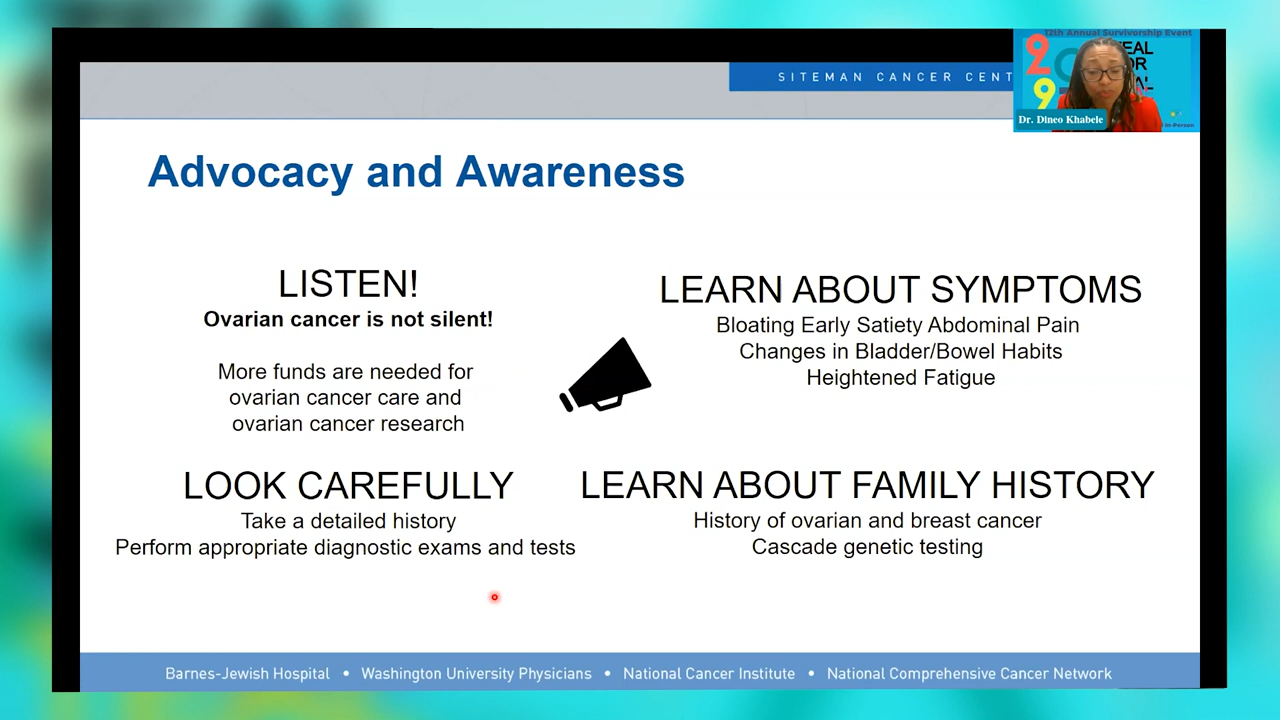 SITEMAN CANCER CENT
12th Annual Survivorship Event
TEAL
Dr. Dineo Khabele
In-Person
Advocacy and Awareness
LISTEN!
Ovarian cancer is not silent!
More funds are needed for
ovarian cancer care and
ovarian cancer research
LEARN ABOUT SYMPTOMS
Bloating Early Satiety Abdominal Pain
Changes in Bladder/Bowel Habits
Heightened Fatigue
LOOK CAREFULLY
Take a detailed history
Perform appropriate diagnostic exams and tests
LEARN ABOUT FAMILY HISTORY
History of ovarian and breast cancer
Cascade genetic testing
Barnes-Jewish Hospital • Washington University Physicians • National Cancer Institute • National Comprehensive Cancer Network